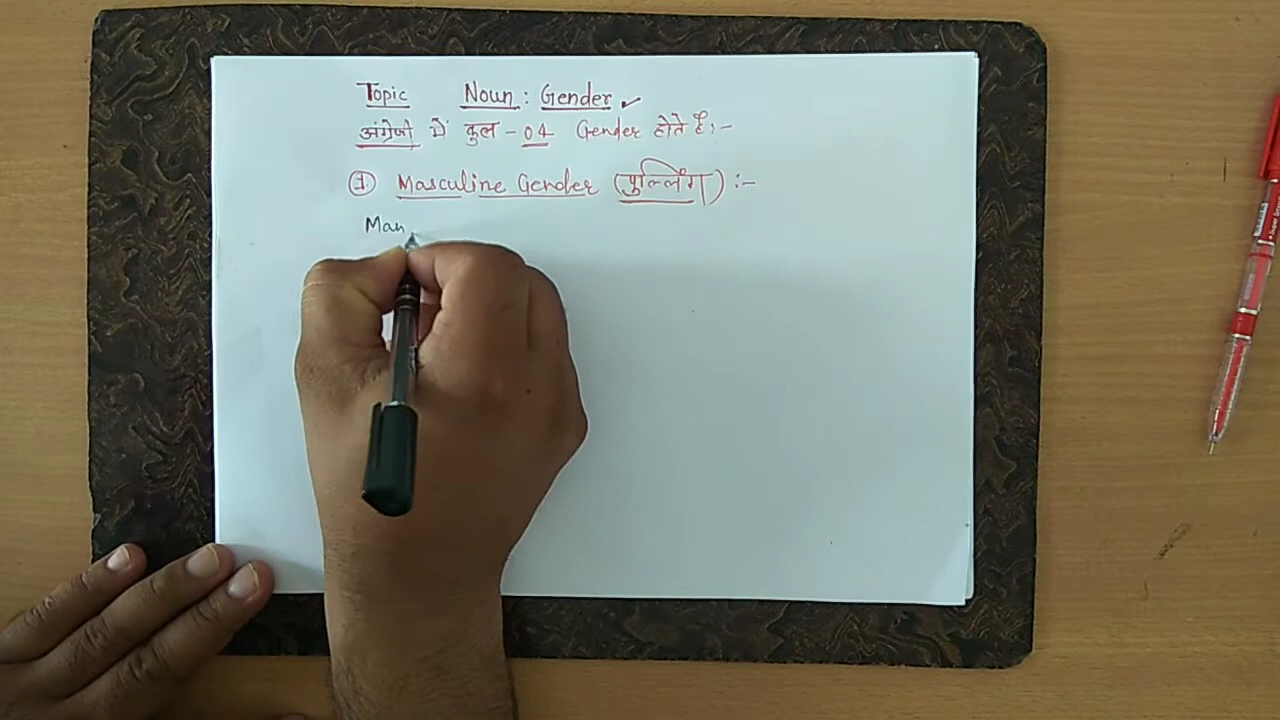 Topic Noun : Gender ✓
अंग्रेजी में कुल - 04 Gender होते हैं :-
① Masculine Gender (पुल्लिंग) :-
Man